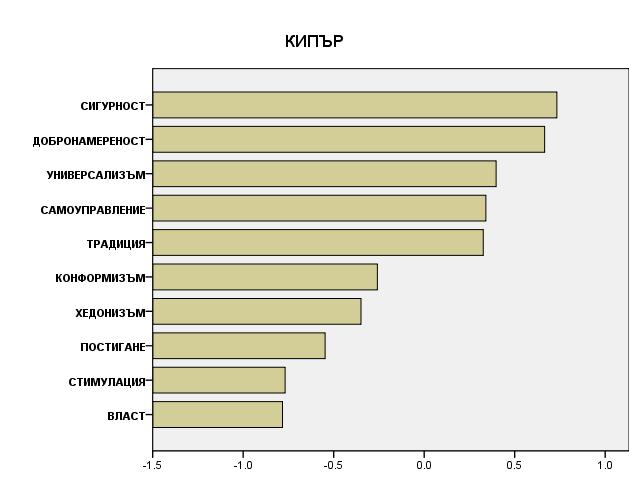 КИПЪР
СИГУРНОСТ
ДОБРОНАМЕРЕНОСТ
УНИВЕРСАЛИЗЪМ
САМОУПРАВЛЕНИЕ
ТРАДИЦИЯ
КОНФОРМИЗЪМ
ХЕДОНИЗЪМ
ПОСТИГАНЕ
СТИМУЛАЦИЯ
ВЛАСТ
-1.5 -1.0 -0.5 0.0 0.5 1.0